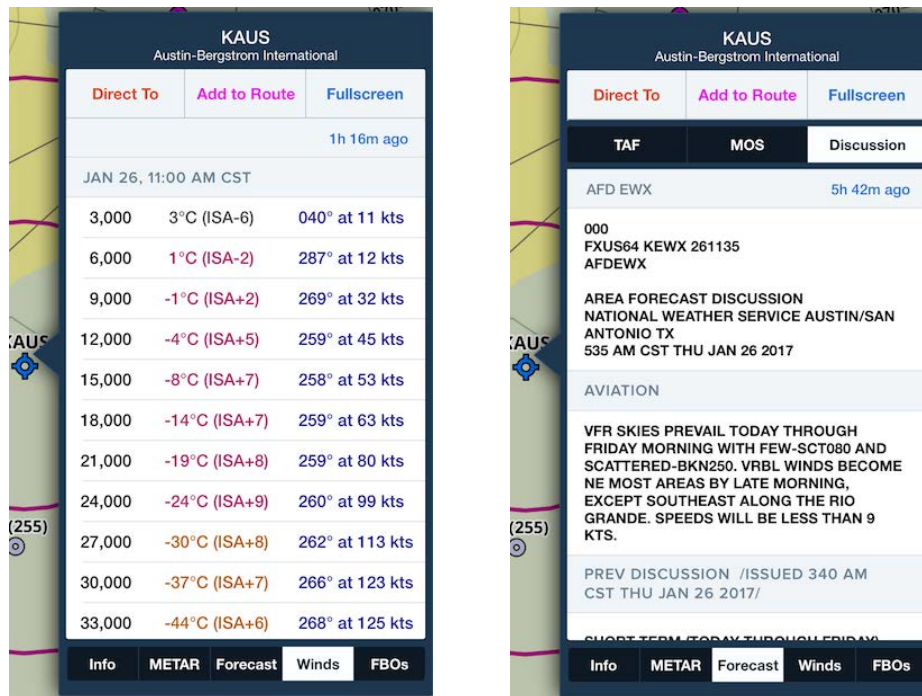 KAUS
Austin-Bergstrom International
Direct To Add to Route Fullscreen
1h 16m ago
JAN 26, 11:00 AM CST
3,000 3°C (ISA-6) 040° at 11 kts
6,000 1°C (ISA-2) 287° at 12 kts
9,000 -1°C (ISA+2) 269° at 32 kts
12,000 -4°C (ISA+5) 259° at 45 kts
15,000 -8°C (ISA+7) 258° at 53 kts
18,000 -14°C (ISA+7) 259° at 63 kts
21,000 -19°C (ISA+8) 259° at 80 kts
24,000 -24°C (ISA+9) 260° at 99 kts
27,000 -30°C (ISA+8) 262° at 113 kts
30,000 -37°C (ISA+7) 266° at 123 kts
33,000 -44°C (ISA+6) 268° at 125 kts
Info METAR Forecast Winds FBOs
KAUS
(255)
KAUS
Austin-Bergstrom International
Direct To Add to Route Fullscreen
TAF MOS Discussion
AFD EWX 5h 42m ago
000
FXUS64 KEWX 261135
AFDEWX
AREA FORECAST DISCUSSION
NATIONAL WEATHER SERVICE AUSTIN/SAN
ANTONIO TX
535 AM CST THU JAN 26 2017
AVIATION
VFR SKIES PREVAIL TODAY THROUGH
FRIDAY MORNING WITH FEW-SCT080 AND
SCATTERED-BKN250. VRBL WINDS BECOME
NE MOST AREAS BY LATE MORNING,
EXCEPT SOUTHEAST ALONG THE RIO
GRANDE. SPEEDS WILL BE LESS THAN 9
KTS.
PREV DISCUSSION /ISSUED 340 AM
CST THU JAN 26 2017/
SHORT TERM (TODAY THROUGH FRIDAY)
Info METAR Forecast Winds FBOs
KAUS
(255)